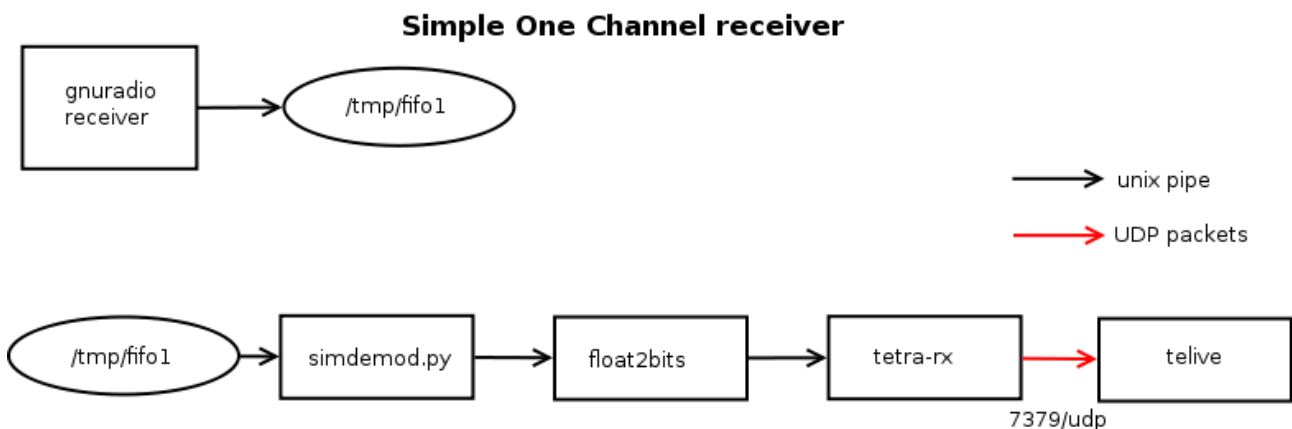 Simple One Channel receiver
gnuradio
receiver
/tmp/fifo1
unix pipe
UDP packets
/tmp/fifo1
simdemod.py
float2bits
tetra-rx
telive
7379/udp